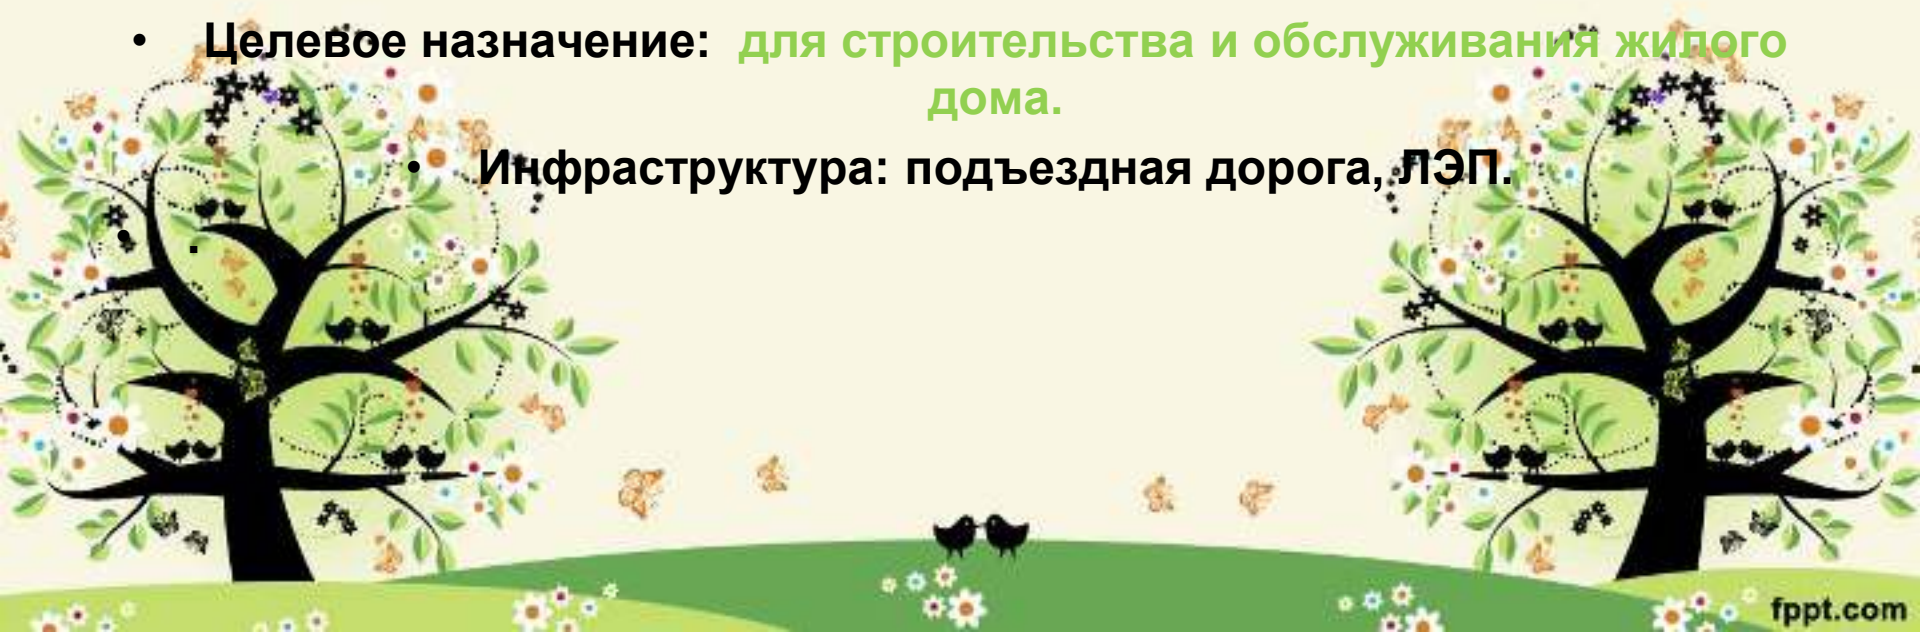 • Целевое назначение: для строительства и обслуживания жилого
дома.
• Инфраструктура: подъездная дорога, ЛЭП.
• .
fppt.com